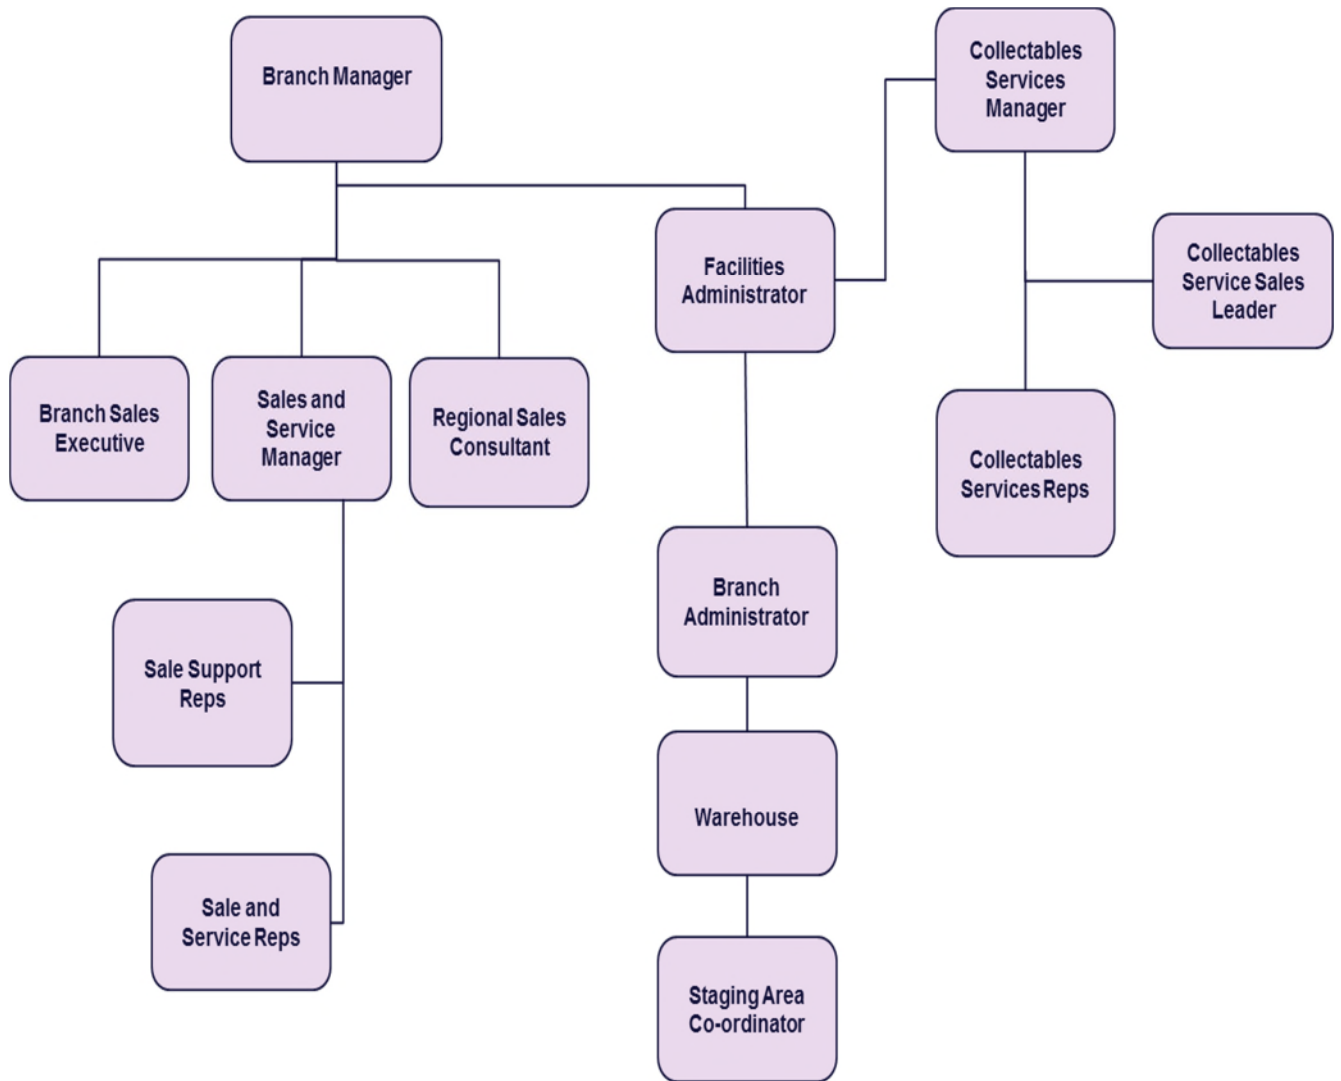 Branch Manager
Collectables
Services
Manager
Facilities
Administrator
Collectables
Service Sales
Leader
Branch Sales
Executive
Sales and
Service
Manager
Regional Sales
Consultant
Collectables
Services Reps
Branch
Administrator
Sale Support
Reps
Warehouse
Sale and
Service Reps
Staging Area
Co-ordinator